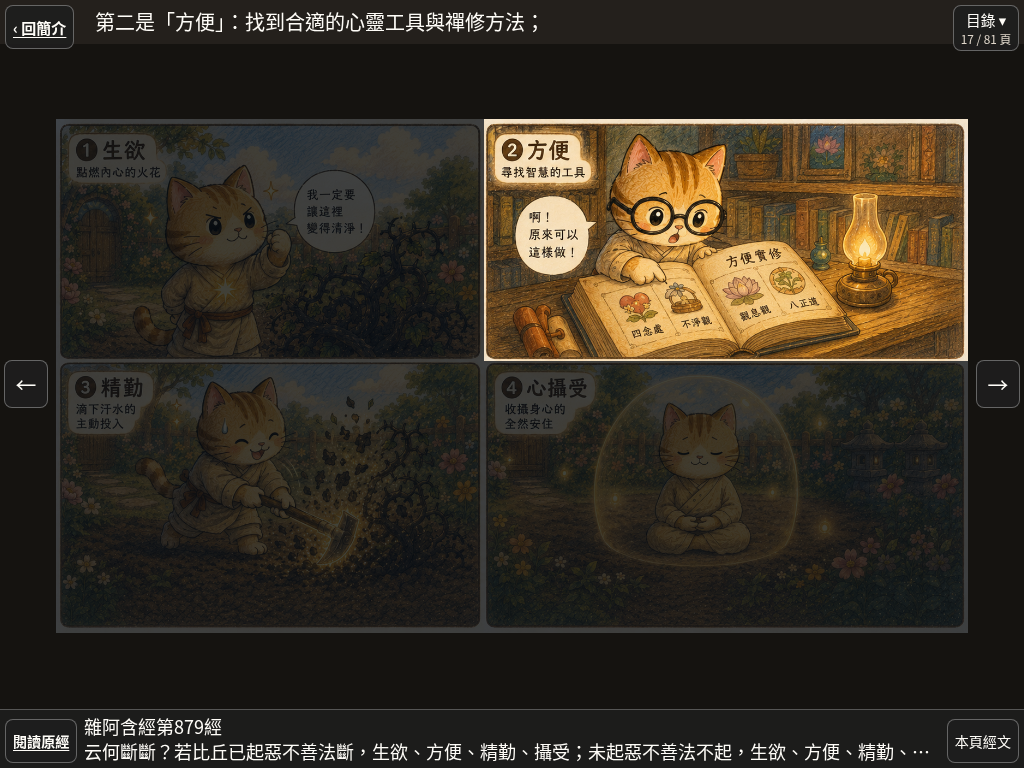 ‹ 回簡介
第二是「方便」：找到合適的心靈工具與禪修方法；
目錄 ▾
17 / 81 頁
1 生欲
點燃內心的火花
我一定要
讓這裡
變得清淨！
2 方便
尋找智慧的工具
啊！
原來可以
這樣做！
方便實修
四念處
不淨觀
觀息觀
八正道
3 精勤
滴下汗水的
主動投入
4 心攝受
收攝身心的
全然安住
←
→
閱讀原經
雜阿含經第879經
云何斷斷？若比丘已起惡不善法斷，生欲、方便、精勤、攝受；未起惡不善法不起，生欲、方便、精勤、…
本頁經文